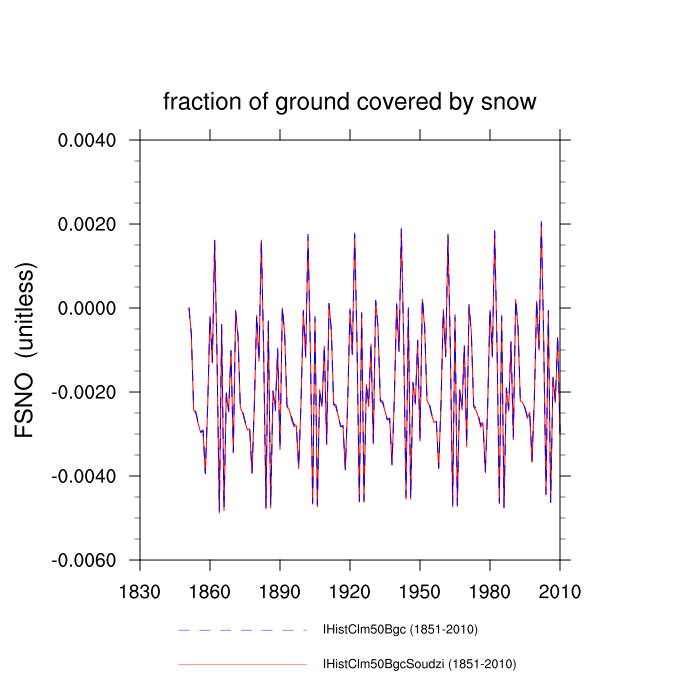 fraction of ground covered by snow
0.0040
0.0020
0.0000
-0.0020
-0.0040
-0.0060
FSNO (unitless)
1830 1860 1890 1920 1950 1980 2010
IHistClm50Bgc (1851-2010)
IHistClm50BgcSoudzi (1851-2010)